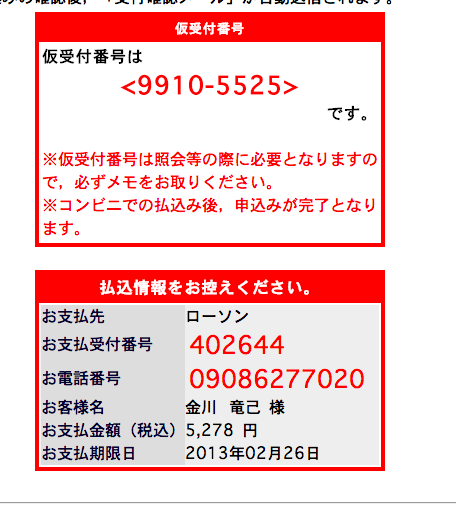 みの確認後，「受付確認メール」が自動返信されます。
仮受付番号
仮受付番号は
<9910-5525>
です。
※仮受付番号は照会等の際に必要となりますの
で，必ずメモをお取りください。
※コンビニでの払込み後，申込みが完了となり
ます。
払込情報をお控えください。
お支払先 ローソン
お支払受付番号 402644
お電話番号 09086277020
お客様名 金川 竜己 様
お支払金額（税込） 5,278 円
お支払期限日 2013年02月26日